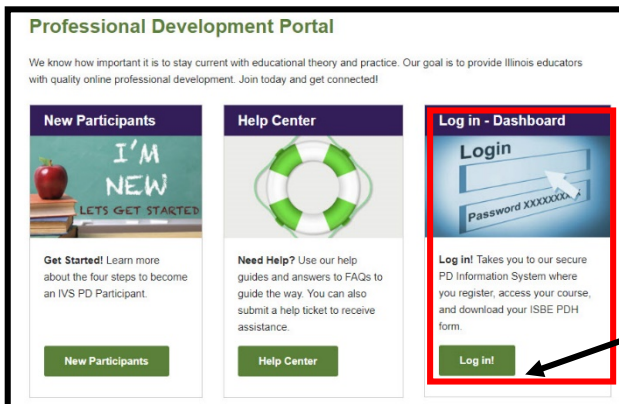 Professional Development Portal
We know how important it is to stay current with educational theory and practice. Our goal is to provide Illinois educators
with quality online professional development. Join today and get connected!
New Participants
I'M
NEW
LETS GET STARTED
Get Started! Learn more
about the four steps to become
an IVS PD Participant.
New Participants
Help Center
Need Help? Use our help
guides and answers to FAQs to
guide the way. You can also
submit a help ticket to receive
assistance.
Help Center
Log in - Dashboard
Login
Password XXXXXXXXX
Log in! Takes you to our secure
PD Information System where
you register, access your course,
and download your ISBE PDH
form.
Log in!